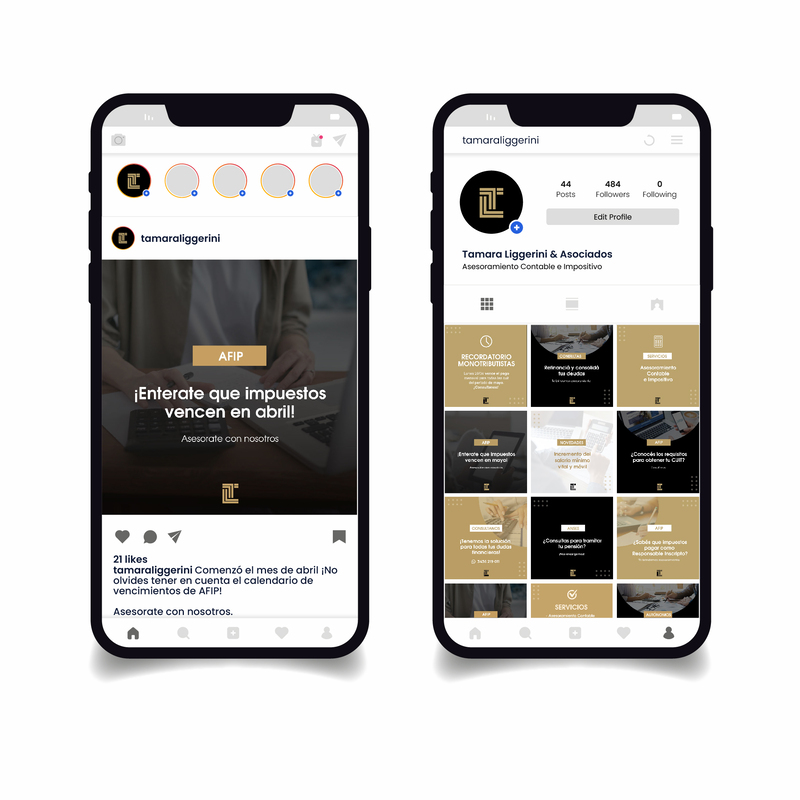 tamaraliggerini
AFIP
¡Enterate que impuestos
vencen en abril!
Asesorate con nosotros
21 likes
tamaraliggerini Comenzó el mes de abril ¡No
olvides tener en cuenta el calendario de
vencimientos de AFIP!
Asesorate con nosotros.
tamaraliggerini
44
Posts
484
Followers
0
Following
Edit Profile
Tamara Liggerini & Asociados
Asesoramiento Contable e Impositivo
RECORDATORIO
MONOTRIBUTISTAS
CONSULTAS
Refinanciá y consolidá
tus deudas
SERVICIOS
Asesoramiento
Contable
e Impositivo
AFIP
¡Enterate que impuestos
vencen en mayo!
NOVEDADES
Incremento del
salario mínimo
vital y móvil
AFIP
¿Conocés los requisitos
para obtener tu CUIT?
¡Tenemos la solución
para todas tus dudas
financieras!
ANSES
¿Consultas para tramitar
tu pensión?
AFIP
¿Sabés que impuestos
pagar como
Responsable Inscripto?
AFIP
SERVICIOS
Asesoramiento Contable